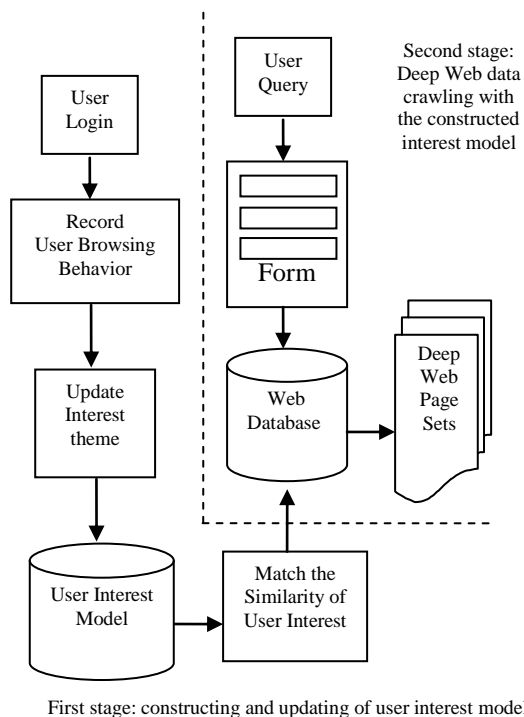 Second stage:
Deep Web data
crawling with
the constructed
interest model
User
Query
User
Login
Record
User Browsing
Behavior
Form
Update
Interest
theme
Web
Database
Deep
Web
Page
Sets
User Interest
Model
Match the
Similarity of
User Interest
First stage: constructing and updating of user interest model